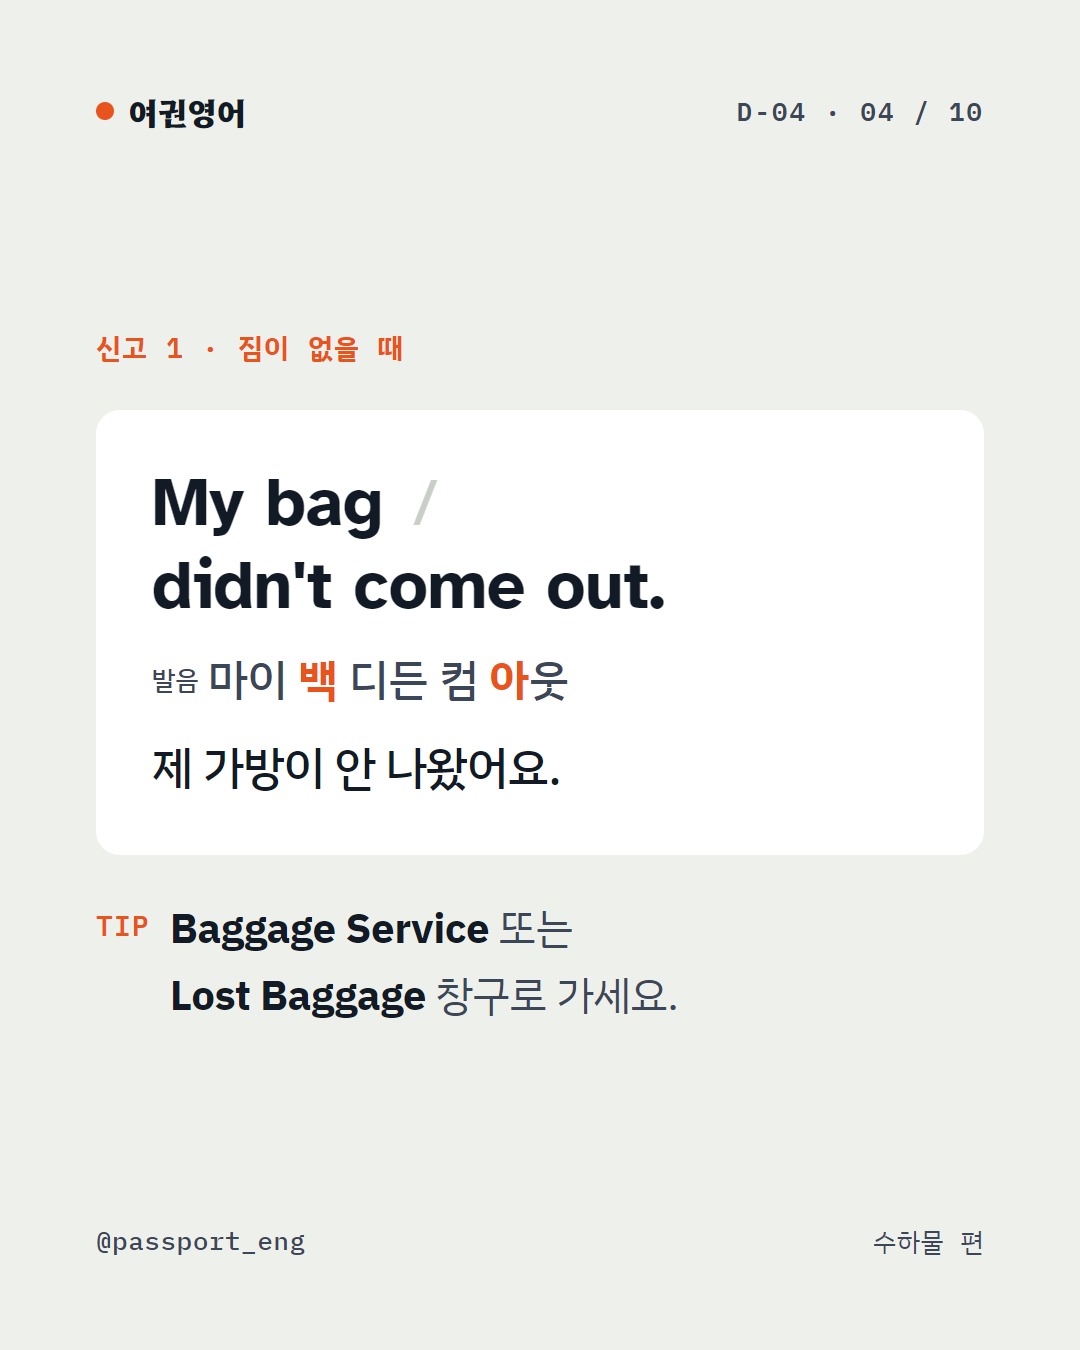 여권영어
D-04 · 04 / 10
신고 1 · 짐이 없을 때
My bag /
didn't come out.
발음 마이 백 디든 컴 아웃
제 가방이 안 나왔어요.
TIP Baggage Service 또는
Lost Baggage 창구로 가세요.
@passport_eng
수하물 편